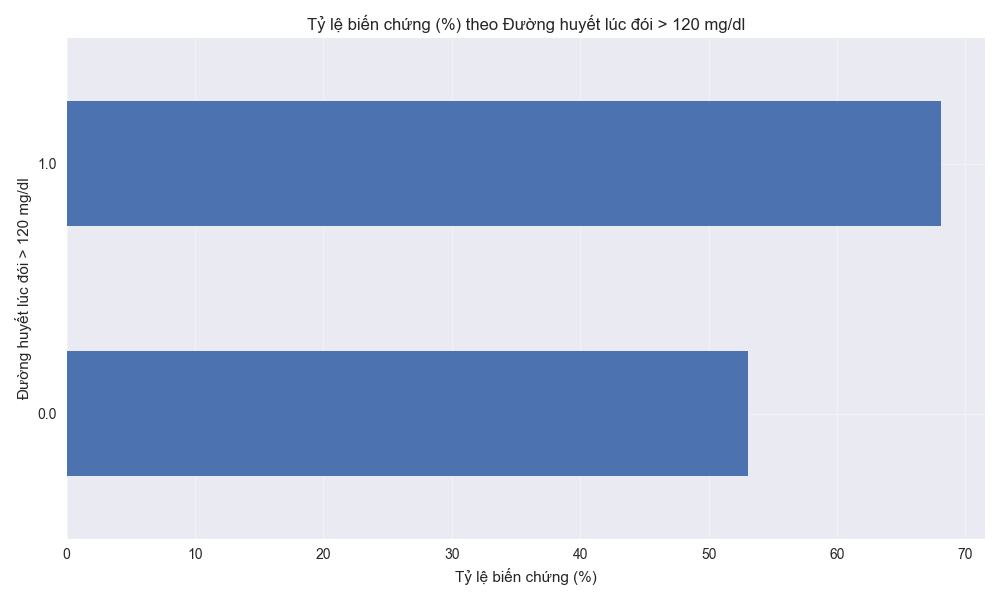 Tỷ lệ biến chứng (%) theo Đường huyết lúc đói > 120 mg/dl
Đường huyết lúc đói > 120 mg/dl
1.0
0.0
0 10 20 30 40 50 60 70
Tỷ lệ biến chứng (%)